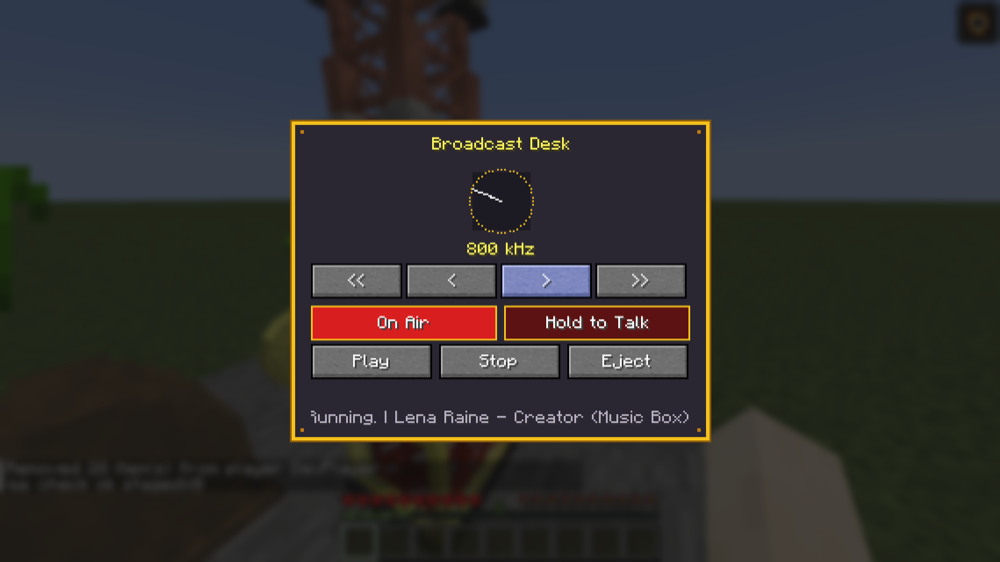 Broadcast Desk
800 kHz
<< < > >>
On Air Hold to Talk
Play Stop Eject
Running. | Lena Raine - Creator (Music Box)